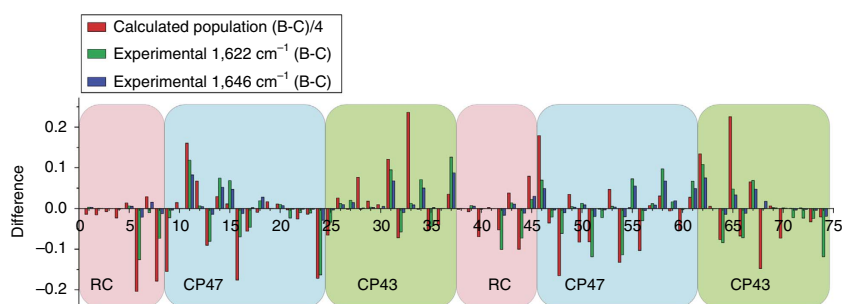 Calculated population (B-C)/4
Experimental 1,622 cm⁻¹ (B-C)
Experimental 1,646 cm⁻¹ (B-C)
Difference
0.2
0.1
0.0
−0.1
−0.2
0 5 10 15 20 25 30 35 40 45 50 55 60 65 70 75
RC CP47 CP43 RC CP47 CP43